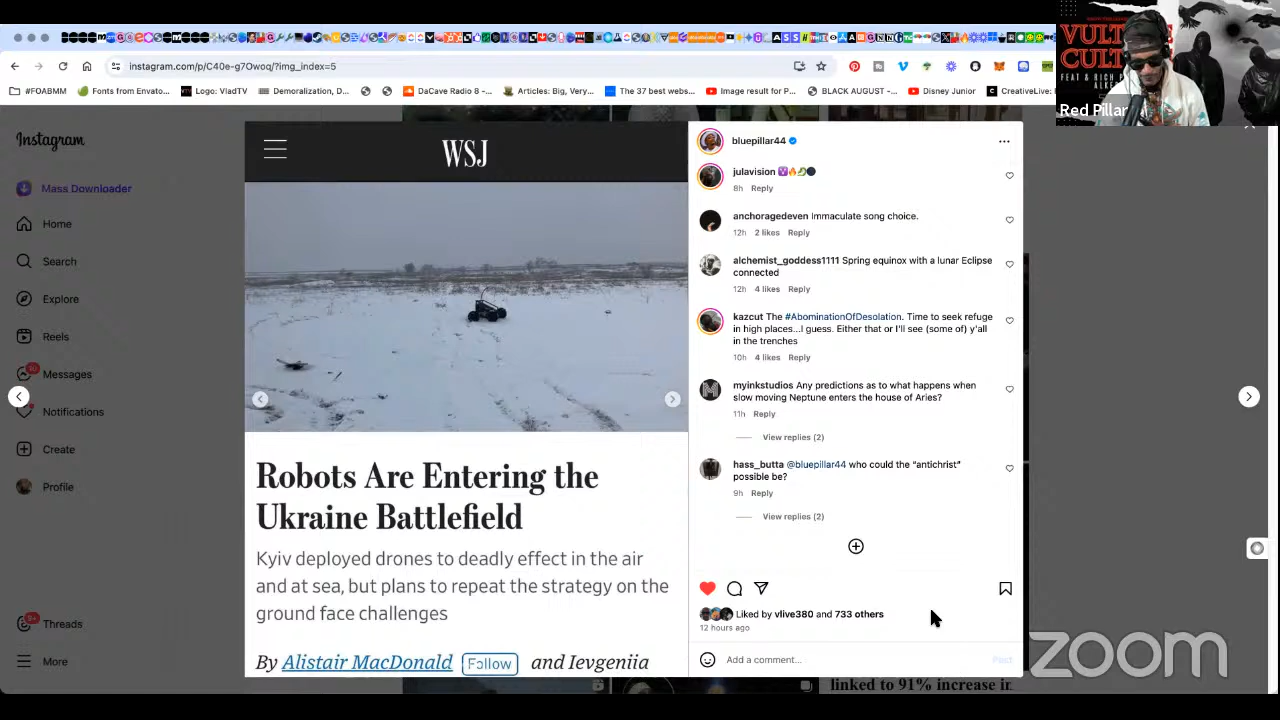 instagram.com/p/C40e-g7Owoq/?img_index=5
#FOABMM
Fonts from Envato...
Logo: VladTV
Demoralization, D...
DaCave Radio 8 -...
Articles: Big, Very...
The 37 best webs...
Image result for P...
BLACK AUGUST -...
Disney Junior
CreativeLive: F
VULT
CULT
Red Pillar
Instagram
Mass Downloader
Home
Search
Explore
Reels
Messages
Notifications
Create
Profile
9+
Threads
More
WSJ
Robots Are Entering the
Ukraine Battlefield
Kyiv deployed drones to deadly effect in the air
and at sea, but plans to repeat the strategy on the
ground face challenges
By Alistair MacDonald Follow and Ievgeniia
bluepillar44
julavision
8h Reply
anchoragedeven Immaculate song choice.
12h 2 likes Reply
alchemist_goddess1111 Spring equinox with a lunar Eclipse
connected
12h 4 likes Reply
kazcut The #AbominationOfDesolation. Time to seek refuge
in high places...I guess. Either that or I'll see (some of) y'all
in the trenches
10h 4 likes Reply
myinkstudios Any predictions as to what happens when
slow moving Neptune enters the house of Aries?
11h Reply
View replies (2)
hass_butta @bluepillar44 who could the “antichrist”
possible be?
9h Reply
View replies (2)
Liked by vlive380 and 733 others
12 hours ago
Add a comment...
Post
zoom
linked to 91% increase in